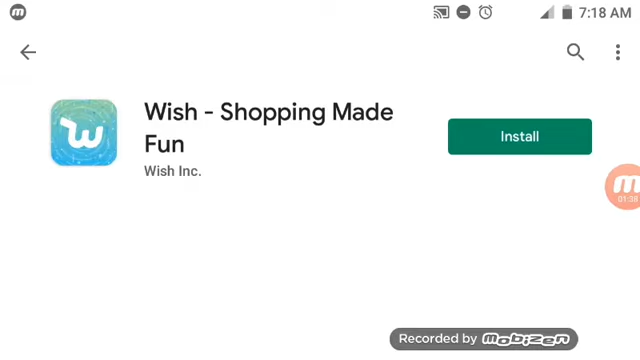 7:18 AM
Wish - Shopping Made
Fun
Install
Wish Inc.
01:38
Recorded by mobizen